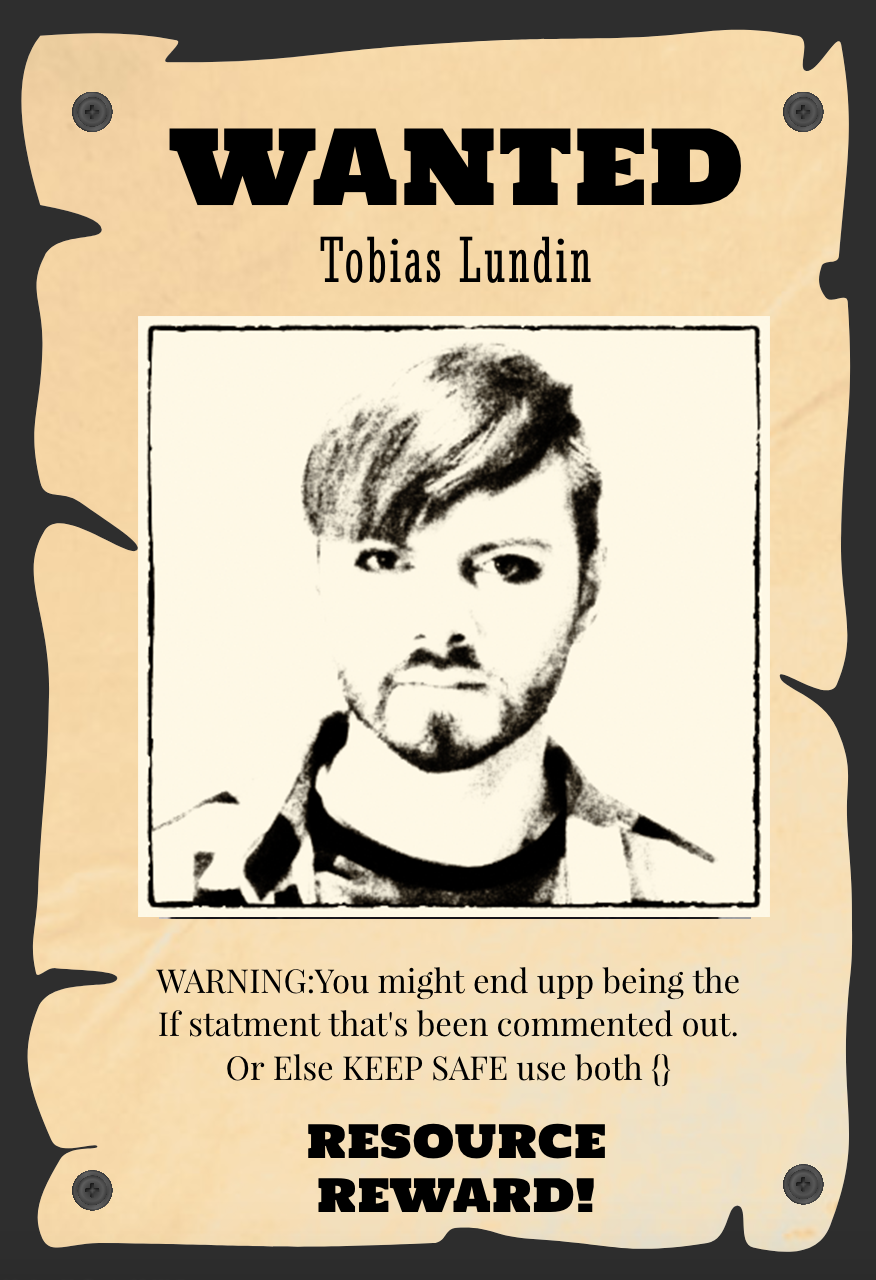 WANTED
Tobias Lundin
WARNING:You might end upp being the
If statment that's been commented out.
Or Else KEEP SAFE use both {}
RESOURCE
REWARD!